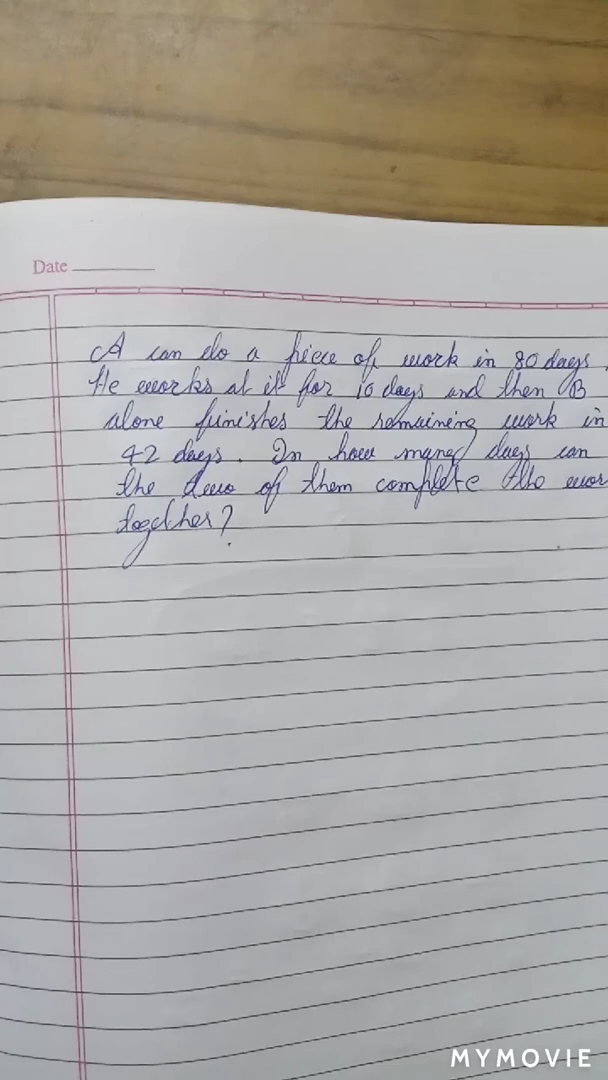 Date
A can do a piece of work in 80 days.
He works at it for 10 days and then B
alone finishes the remaining work in
42 days. In how many days can
the two of them complete the wor
together?
MYMOVIE